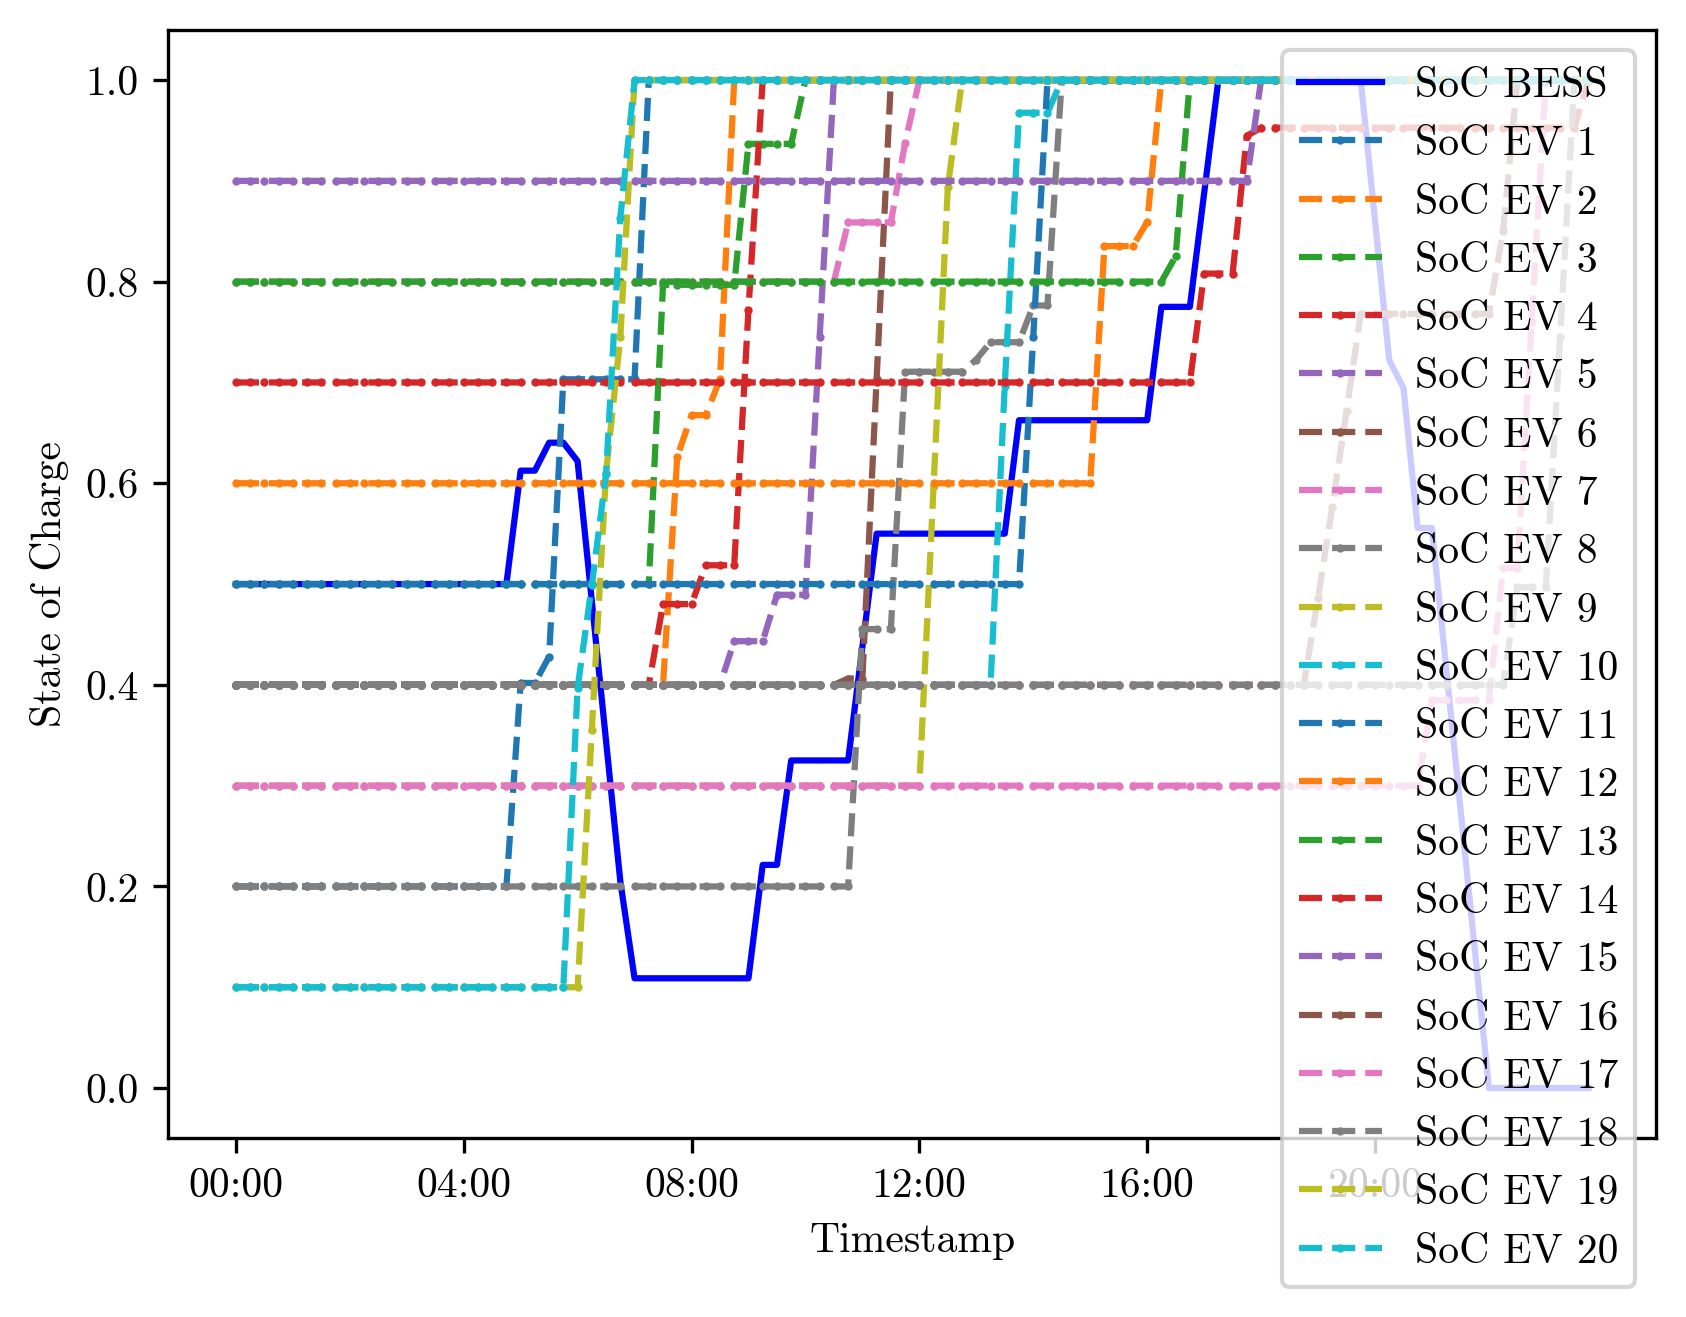 1.0
0.8
0.6
0.4
0.2
0.0
State of Charge
00:00 04:00 08:00 12:00 16:00 20:00
Timestamp
SoC BESS
SoC EV 1
SoC EV 2
SoC EV 3
SoC EV 4
SoC EV 5
SoC EV 6
SoC EV 7
SoC EV 8
SoC EV 9
SoC EV 10
SoC EV 11
SoC EV 12
SoC EV 13
SoC EV 14
SoC EV 15
SoC EV 16
SoC EV 17
SoC EV 18
SoC EV 19
SoC EV 20